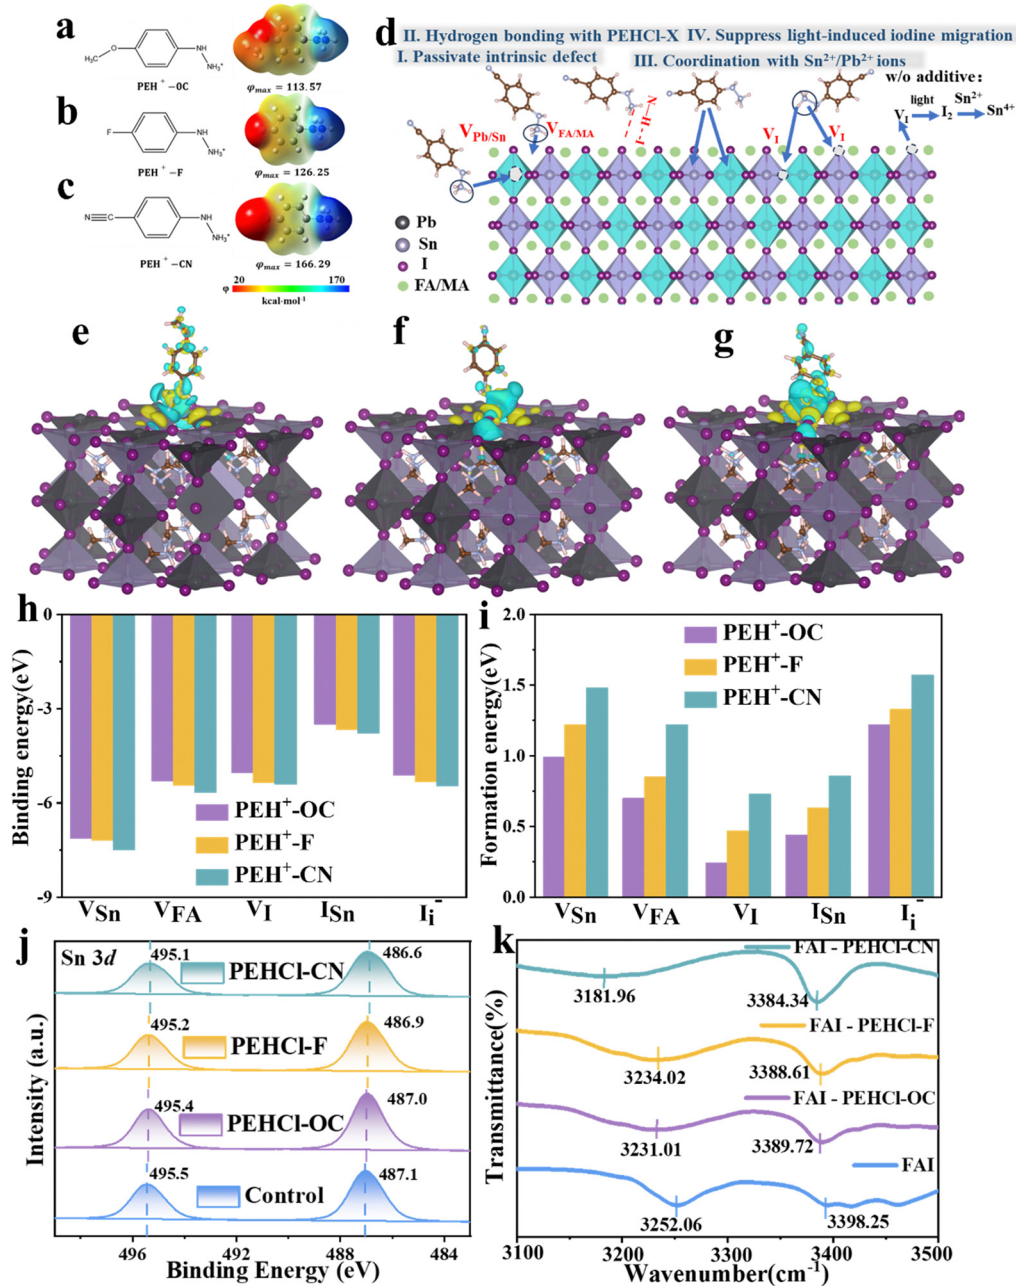 a
H₃C
O
NH
NH₃⁺
PEH⁺−OC
φmax = 113.57
b
F
NH
NH₃⁺
PEH⁺−F
φmax = 126.25
c
N
NH
NH₃⁺
PEH⁺−CN
φmax = 166.29
φ
20
170
kcal·mol⁻¹
d
II. Hydrogen bonding with PEHCl-X
IV. Suppress light-induced iodine migration
I. Passivate intrinsic defect
III. Coordination with Sn²⁺/Pb²⁺ ions
w/o additive:
V_I
light
I₂
Sn²⁺
Sn⁴⁺
V_Pb/Sn
V_FA/MA
I---H—N
V_I
V_I
Pb
Sn
I
FA/MA
e
f
g
h
Binding energy(eV)
0
-3
-6
-9
PEH⁺-OC
PEH⁺-F
PEH⁺-CN
V_Sn
V_FA
V_I
I_Sn
I_i⁻
i
Formation energy(eV)
2.0
1.5
1.0
0.5
0.0
PEH⁺-OC
PEH⁺-F
PEH⁺-CN
V_Sn
V_FA
V_I
I_Sn
I_i⁻
j
Sn 3d
Intensity (a.u.)
495.1
PEHCl-CN
486.6
495.2
PEHCl-F
486.9
495.4
PEHCl-OC
487.0
495.5
Control
487.1
496
492
488
484
Binding Energy (eV)
k
Transmittance(%)
FAI - PEHCl-CN
3181.96
3384.34
FAI - PEHCl-F
3234.02
3388.61
FAI - PEHCl-OC
3231.01
3389.72
FAI
3252.06
3398.25
3100
3200
3300
3400
3500
Wavenumber(cm⁻¹)